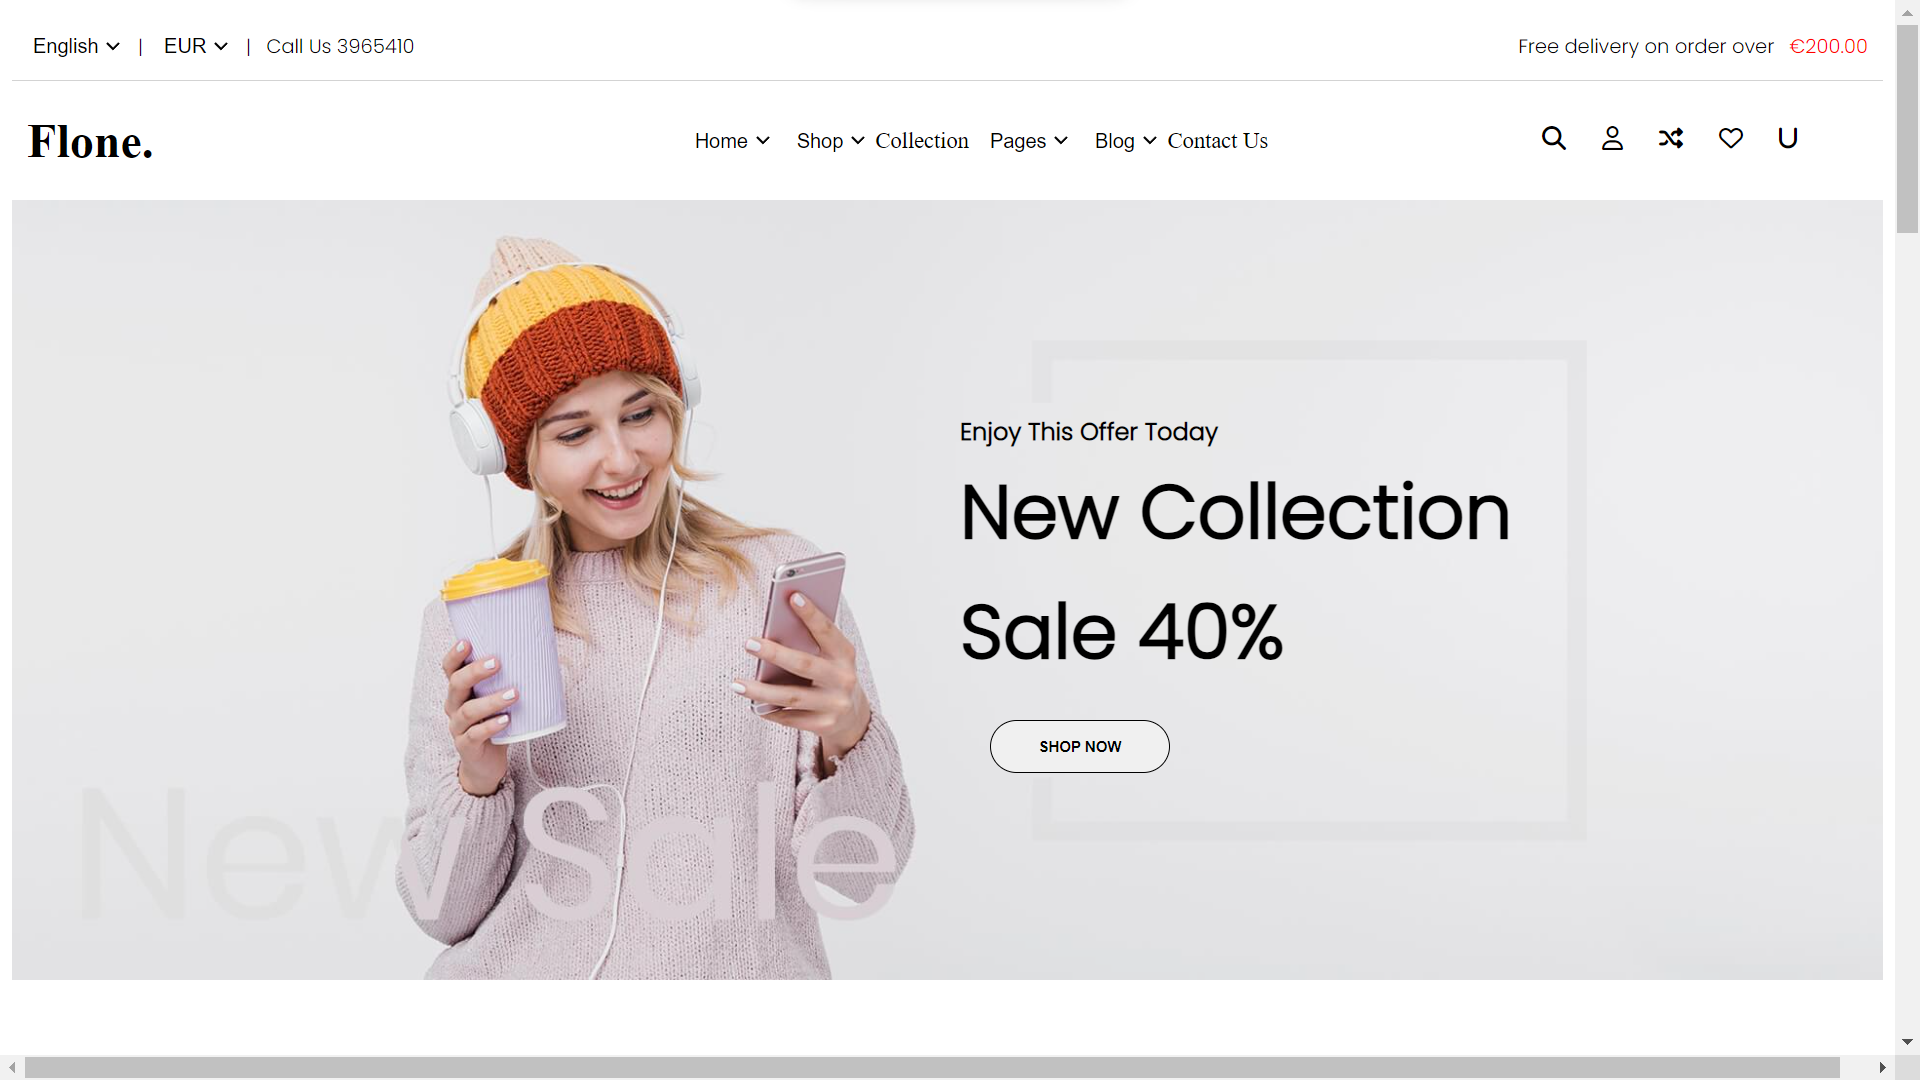 English | EUR | Call Us 3965410
Free delivery on order over €200.00
Flone.
Home Shop Collection Pages Blog Contact Us
U
Enjoy This Offer Today
New Collection
Sale 40%
SHOP NOW
New Sale